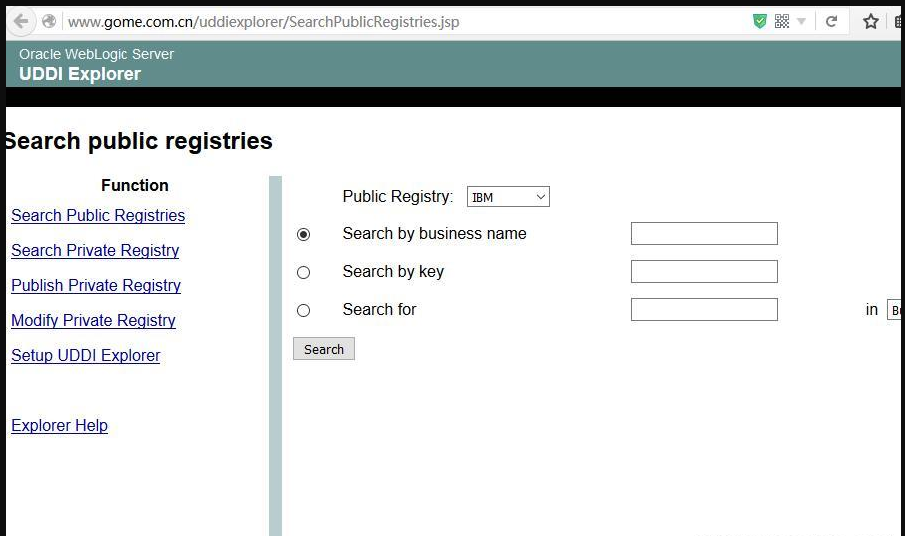 www.gome.com.cn/uddiexplorer/SearchPublicRegistries.jsp
Oracle WebLogic Server
UDDI Explorer
Search public registries
Function
Search Public Registries
Search Private Registry
Publish Private Registry
Modify Private Registry
Setup UDDI Explorer
Explorer Help
Public Registry: IBM
Search by business name
Search by key
Search for in
Search